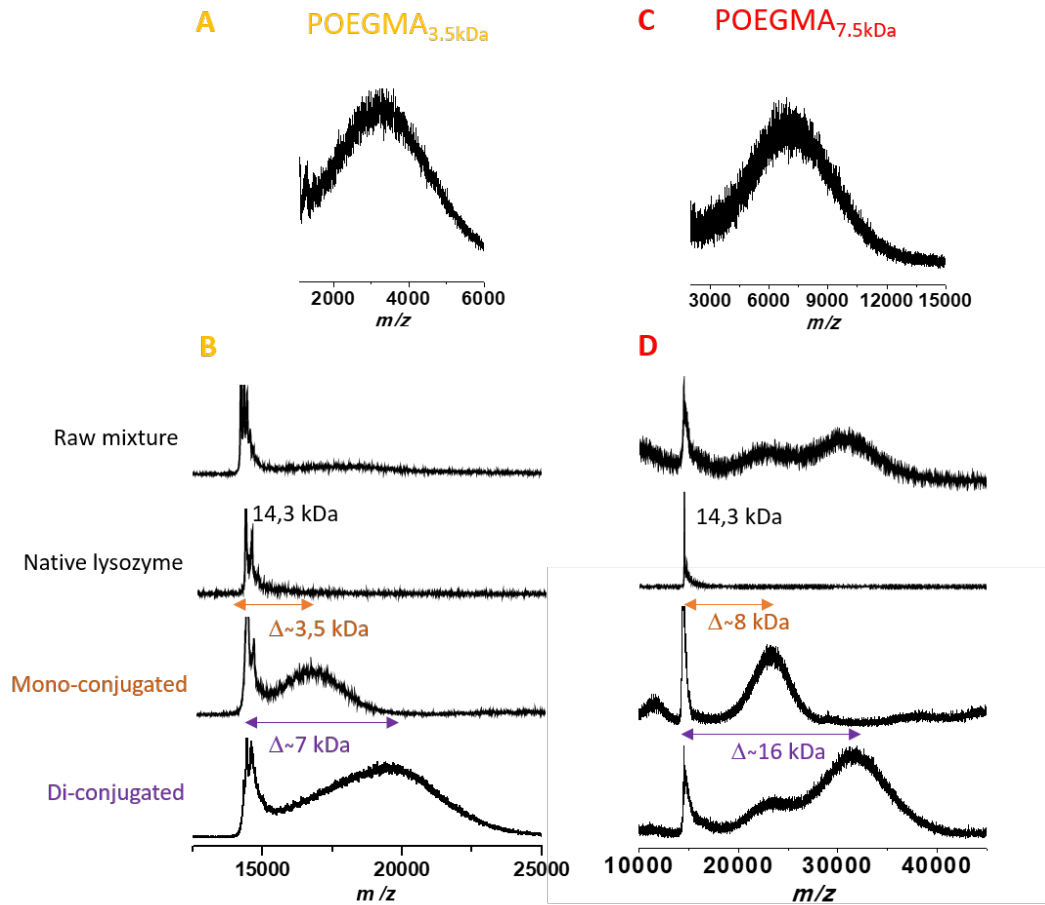 A POEGMA3.5kDa
C POEGMA7.5kDa
2000 4000 6000
m/z
3000 6000 9000 12000 15000
m/z
B
D
Raw mixture
14,3 kDa
14,3 kDa
Native lysozyme
Δ~3,5 kDa
Δ~8 kDa
Mono-conjugated
Δ~7 kDa
Δ~16 kDa
Di-conjugated
15000 20000 25000
m/z
10000 20000 30000 40000
m/z